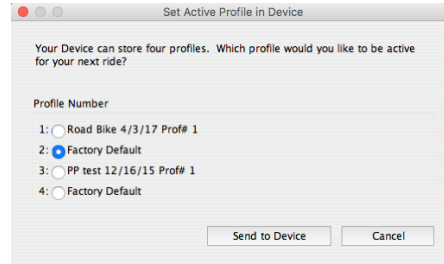 Set Active Profile in Device
Your Device can store four profiles. Which profile would you like to be active
for your next ride?
Profile Number
1: Road Bike 4/3/17 Prof# 1
2: Factory Default
3: PP test 12/16/15 Prof# 1
4: Factory Default
Send to Device Cancel